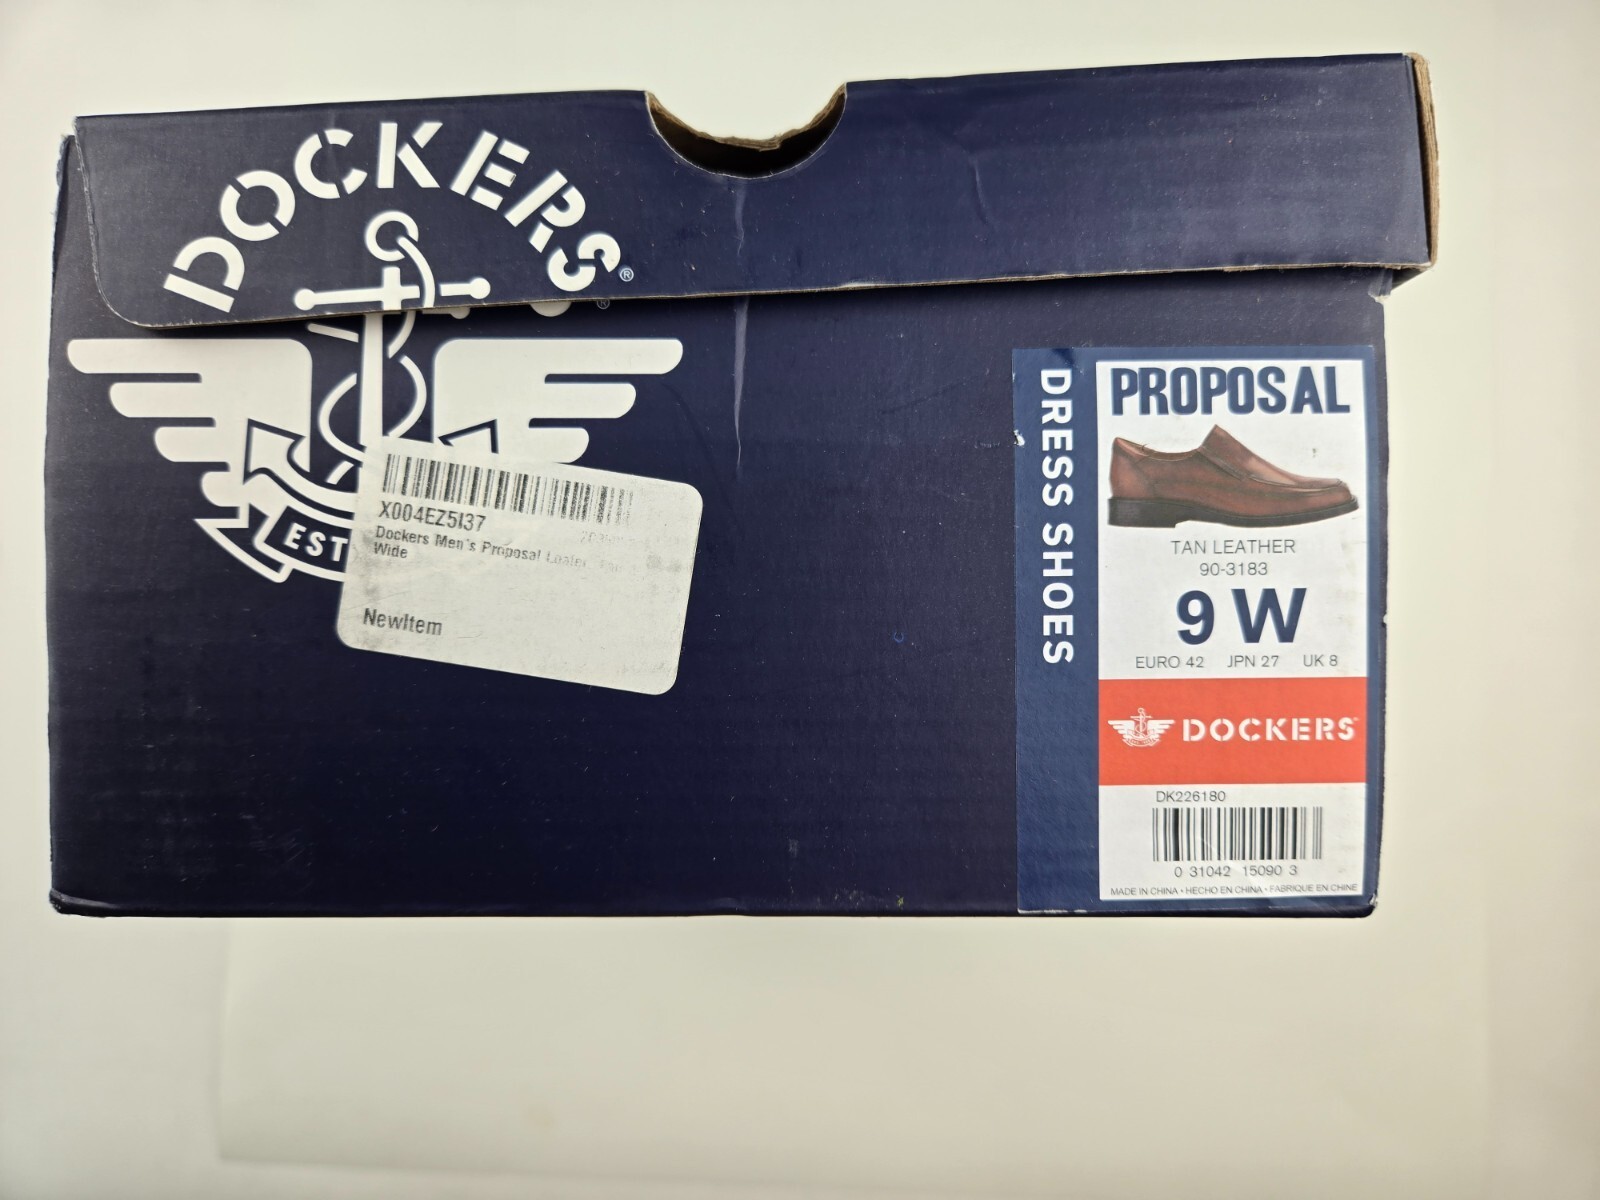 DOCKERS®
®
EST
X004EZ5I37
Dockers Men's Proposal Loafer,
Wide
NewItem
DRESS SHOES
PROPOSAL
TAN LEATHER
90-3183
9 W
EURO 42 JPN 27 UK 8
DOCKERS
DK226180
0 31042 15090 3
MADE IN CHINA • HECHO EN CHINA • FABRIQUE EN CHINE